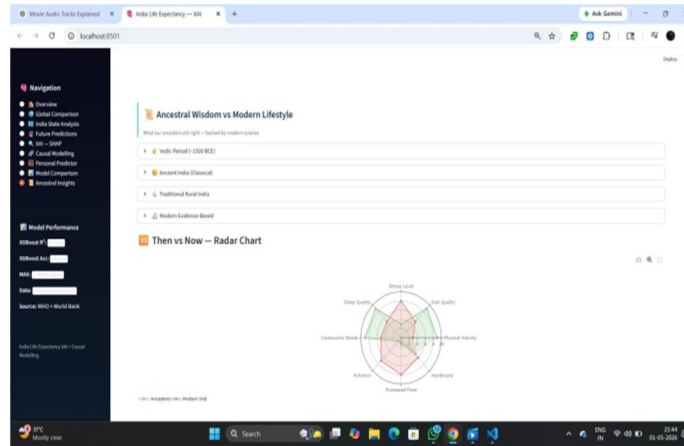 Movie Audio Tracks Explained
India Life Expectancy — XAI
Ask Gemini
localhost:8501
Deploy
Navigation
Overview
Global Comparison
India State Analysis
Future Predictions
XAI — SHAP
Causal Modelling
Personal Predictor
Model Comparison
Ancestral Insights
Model Performance
XGBoost R²:
XGBoost Acc:
MAE:
Data:
Source: WHO + World Bank
India Life Expectancy XAI + Causal
Modelling
Ancestral Wisdom vs Modern Lifestyle
What our ancestors did right — backed by modern science
Vedic Period (~1500 BCE)
Ancient India (Classical)
Traditional Rural India
Modern Evidence-Based
VS Then vs Now — Radar Chart
Stress Level
Sleep Quality
Diet Quality
Community Bonds
Physical Activity
Pollution
Healthcare
Processed Food
Ancestors
Modern Indi
Mostly clear
Search
ENG
IN
21:44
01-05-2026